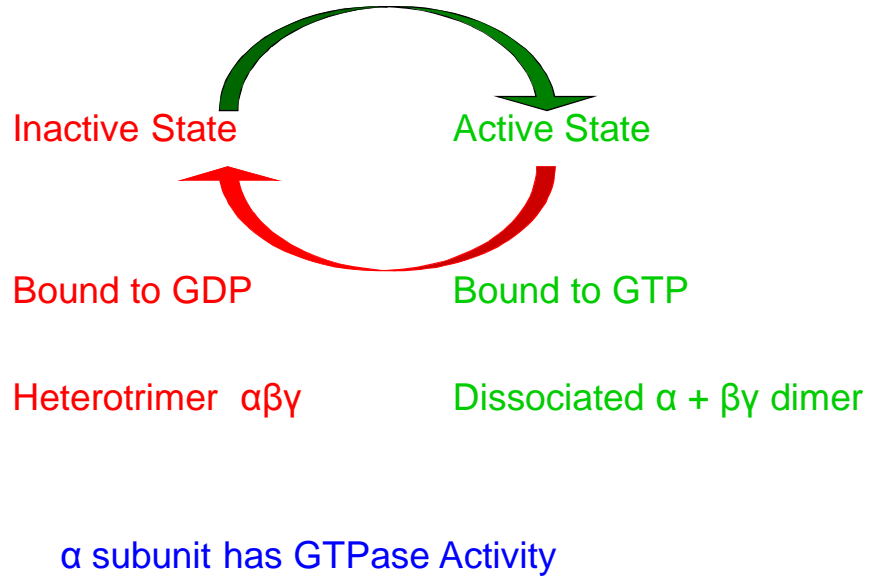 Inactive State Active State
Bound to GDP Bound to GTP
Heterotrimer αβγ Dissociated α + βγ dimer
α subunit has GTPase Activity